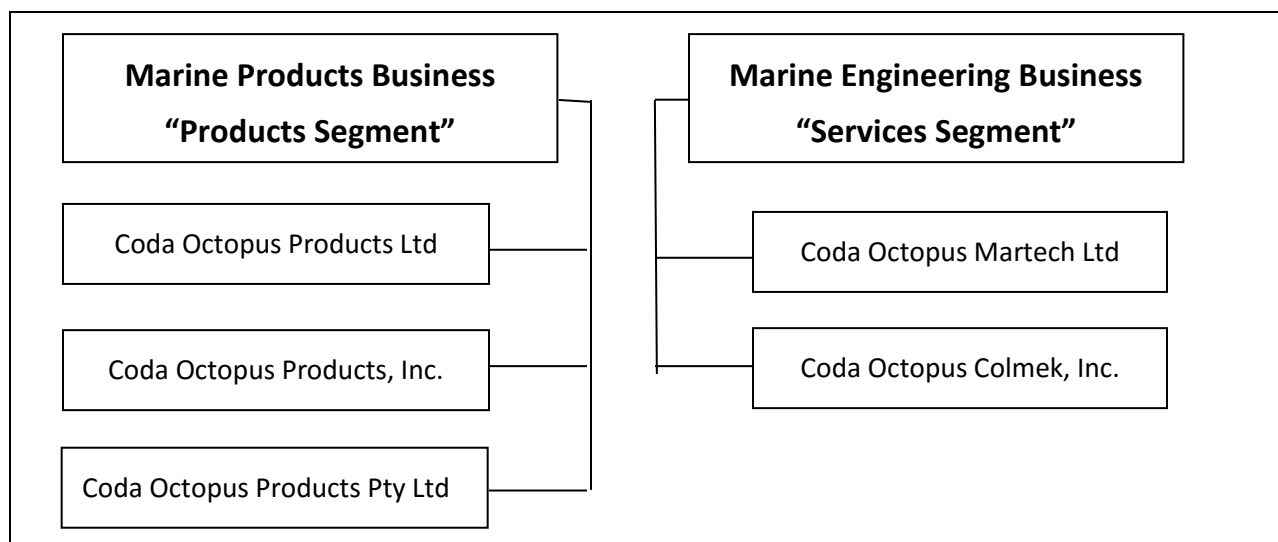 Marine Products Business
“Products Segment”
Coda Octopus Products Ltd
Coda Octopus Products, Inc.
Coda Octopus Products Pty Ltd
Marine Engineering Business
“Services Segment”
Coda Octopus Martech Ltd
Coda Octopus Colmek, Inc.